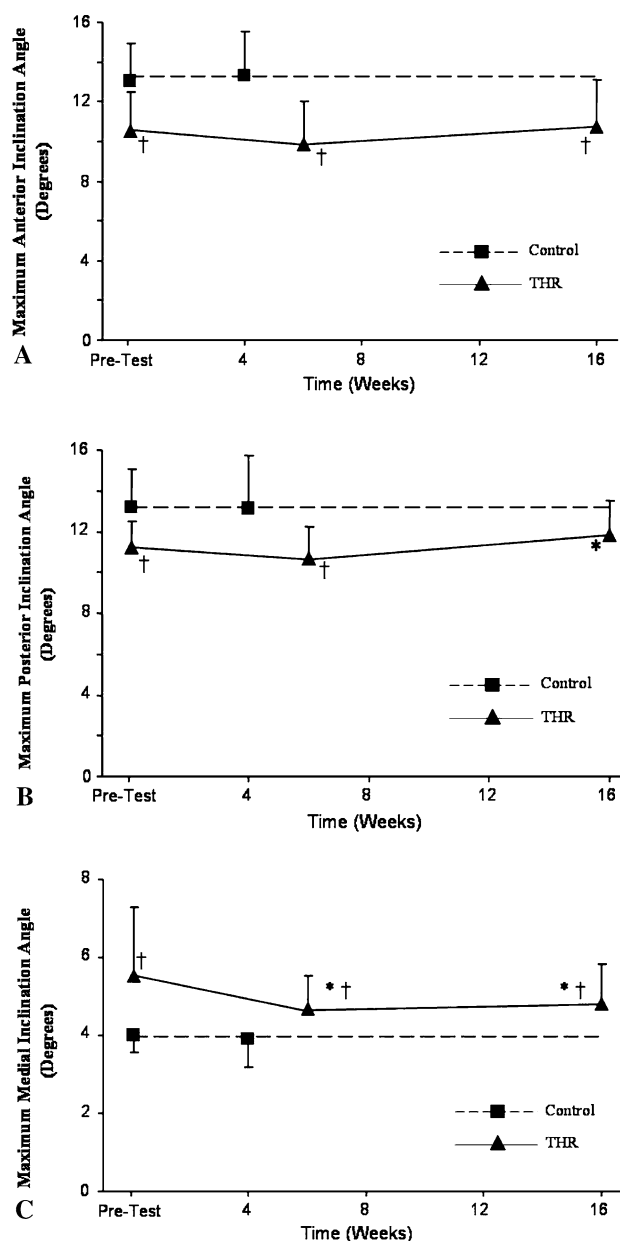 Maximum Anterior Inclination Angle
(Degrees)
16
12
8
4
0
†
†
†
Control
THR
Pre-Test
4
8
12
16
Time (Weeks)
A
Maximum Posterior Inclination Angle
(Degrees)
16
12
8
4
0
†
†
*
Control
THR
Pre-Test
4
8
12
16
Time (Weeks)
B
Maximum Medial Inclination Angle
(Degrees)
8
6
4
2
0
†
* †
* †
Control
THR
Pre-Test
4
8
12
16
Time (Weeks)
C